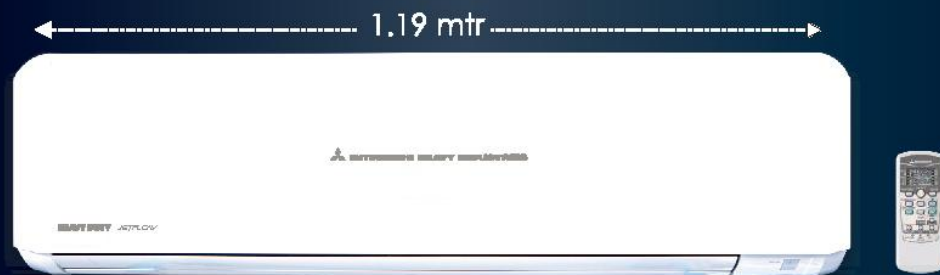 1.19 mtr
MITSUBISHI HEAVY INDUSTRIES
HEAVY DUTY JETFLOW